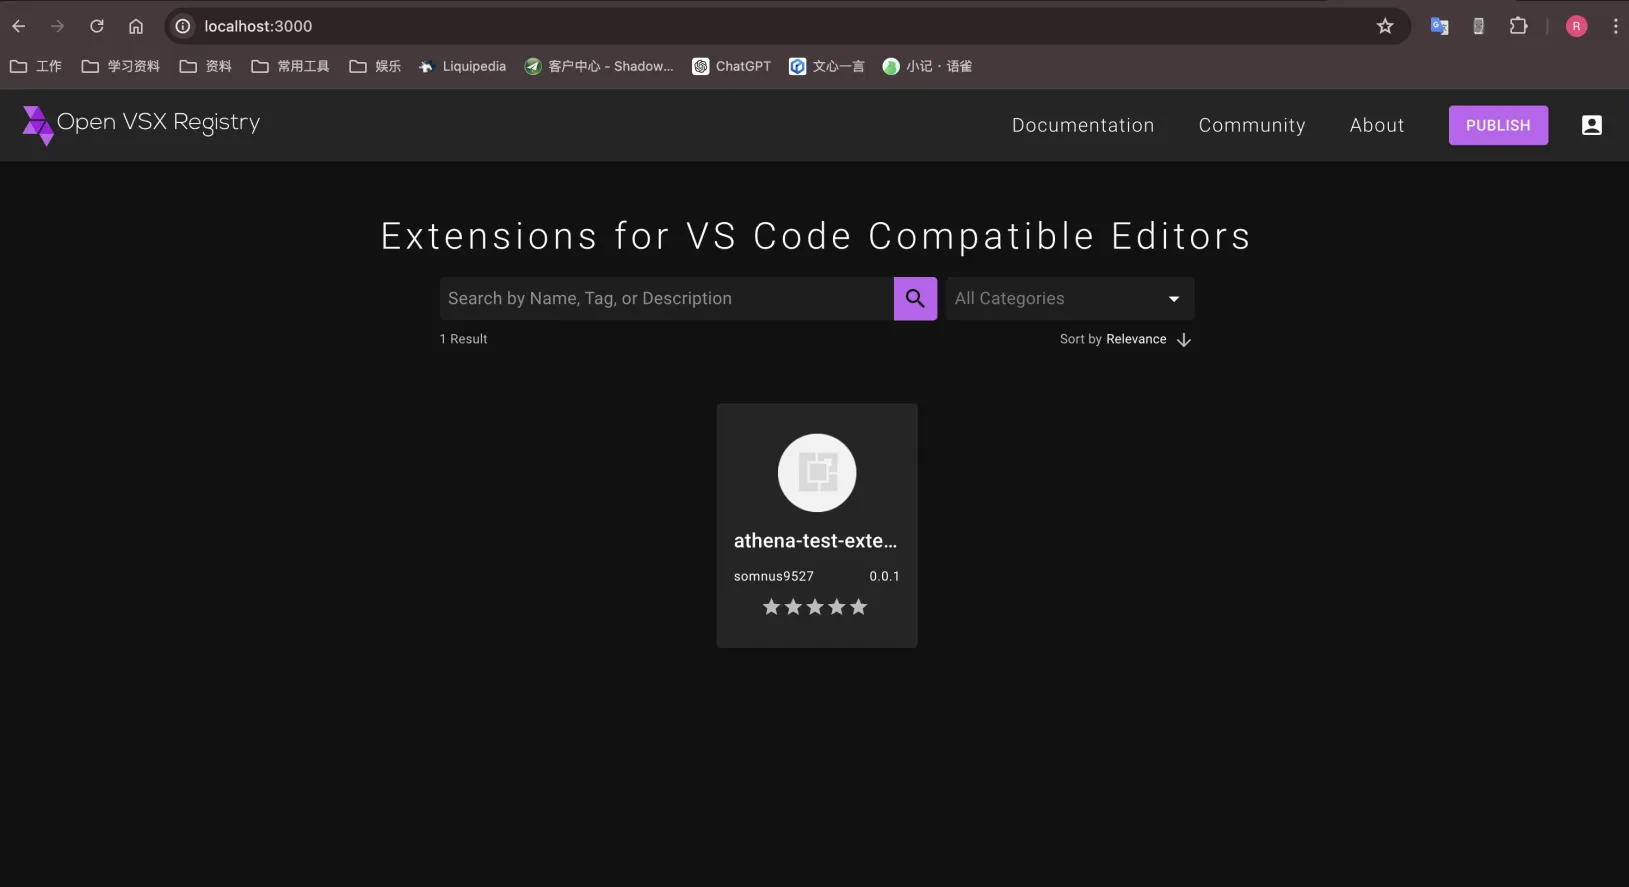 localhost:3000
R
工作
学习资料
资料
常用工具
娱乐
Liquipedia
客户中心 - Shadow...
ChatGPT
文心一言
小记 · 语雀
Open VSX Registry
Documentation
Community
About
PUBLISH
Extensions for VS Code Compatible Editors
Search by Name, Tag, or Description
All Categories
1 Result
Sort by Relevance
athena-test-exte...
somnus9527
0.0.1